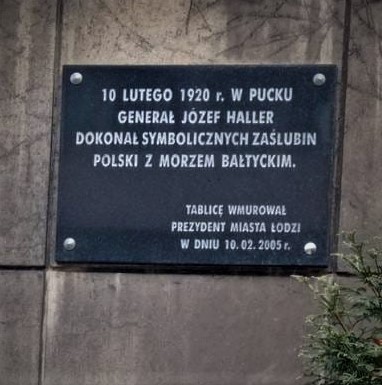 10 LUTEGO 1920 r. W PUCKU
GENERAŁ JÓZEF HALLER
DOKONAŁ SYMBOLICZNYCH ZAŚLUBIN
POLSKI Z MORZEM BAŁTYCKIM.
TABLICĘ WMUROWAŁ
PREZYDENT MIASTA ŁODZI
W DNIU 10.02.2005 r.